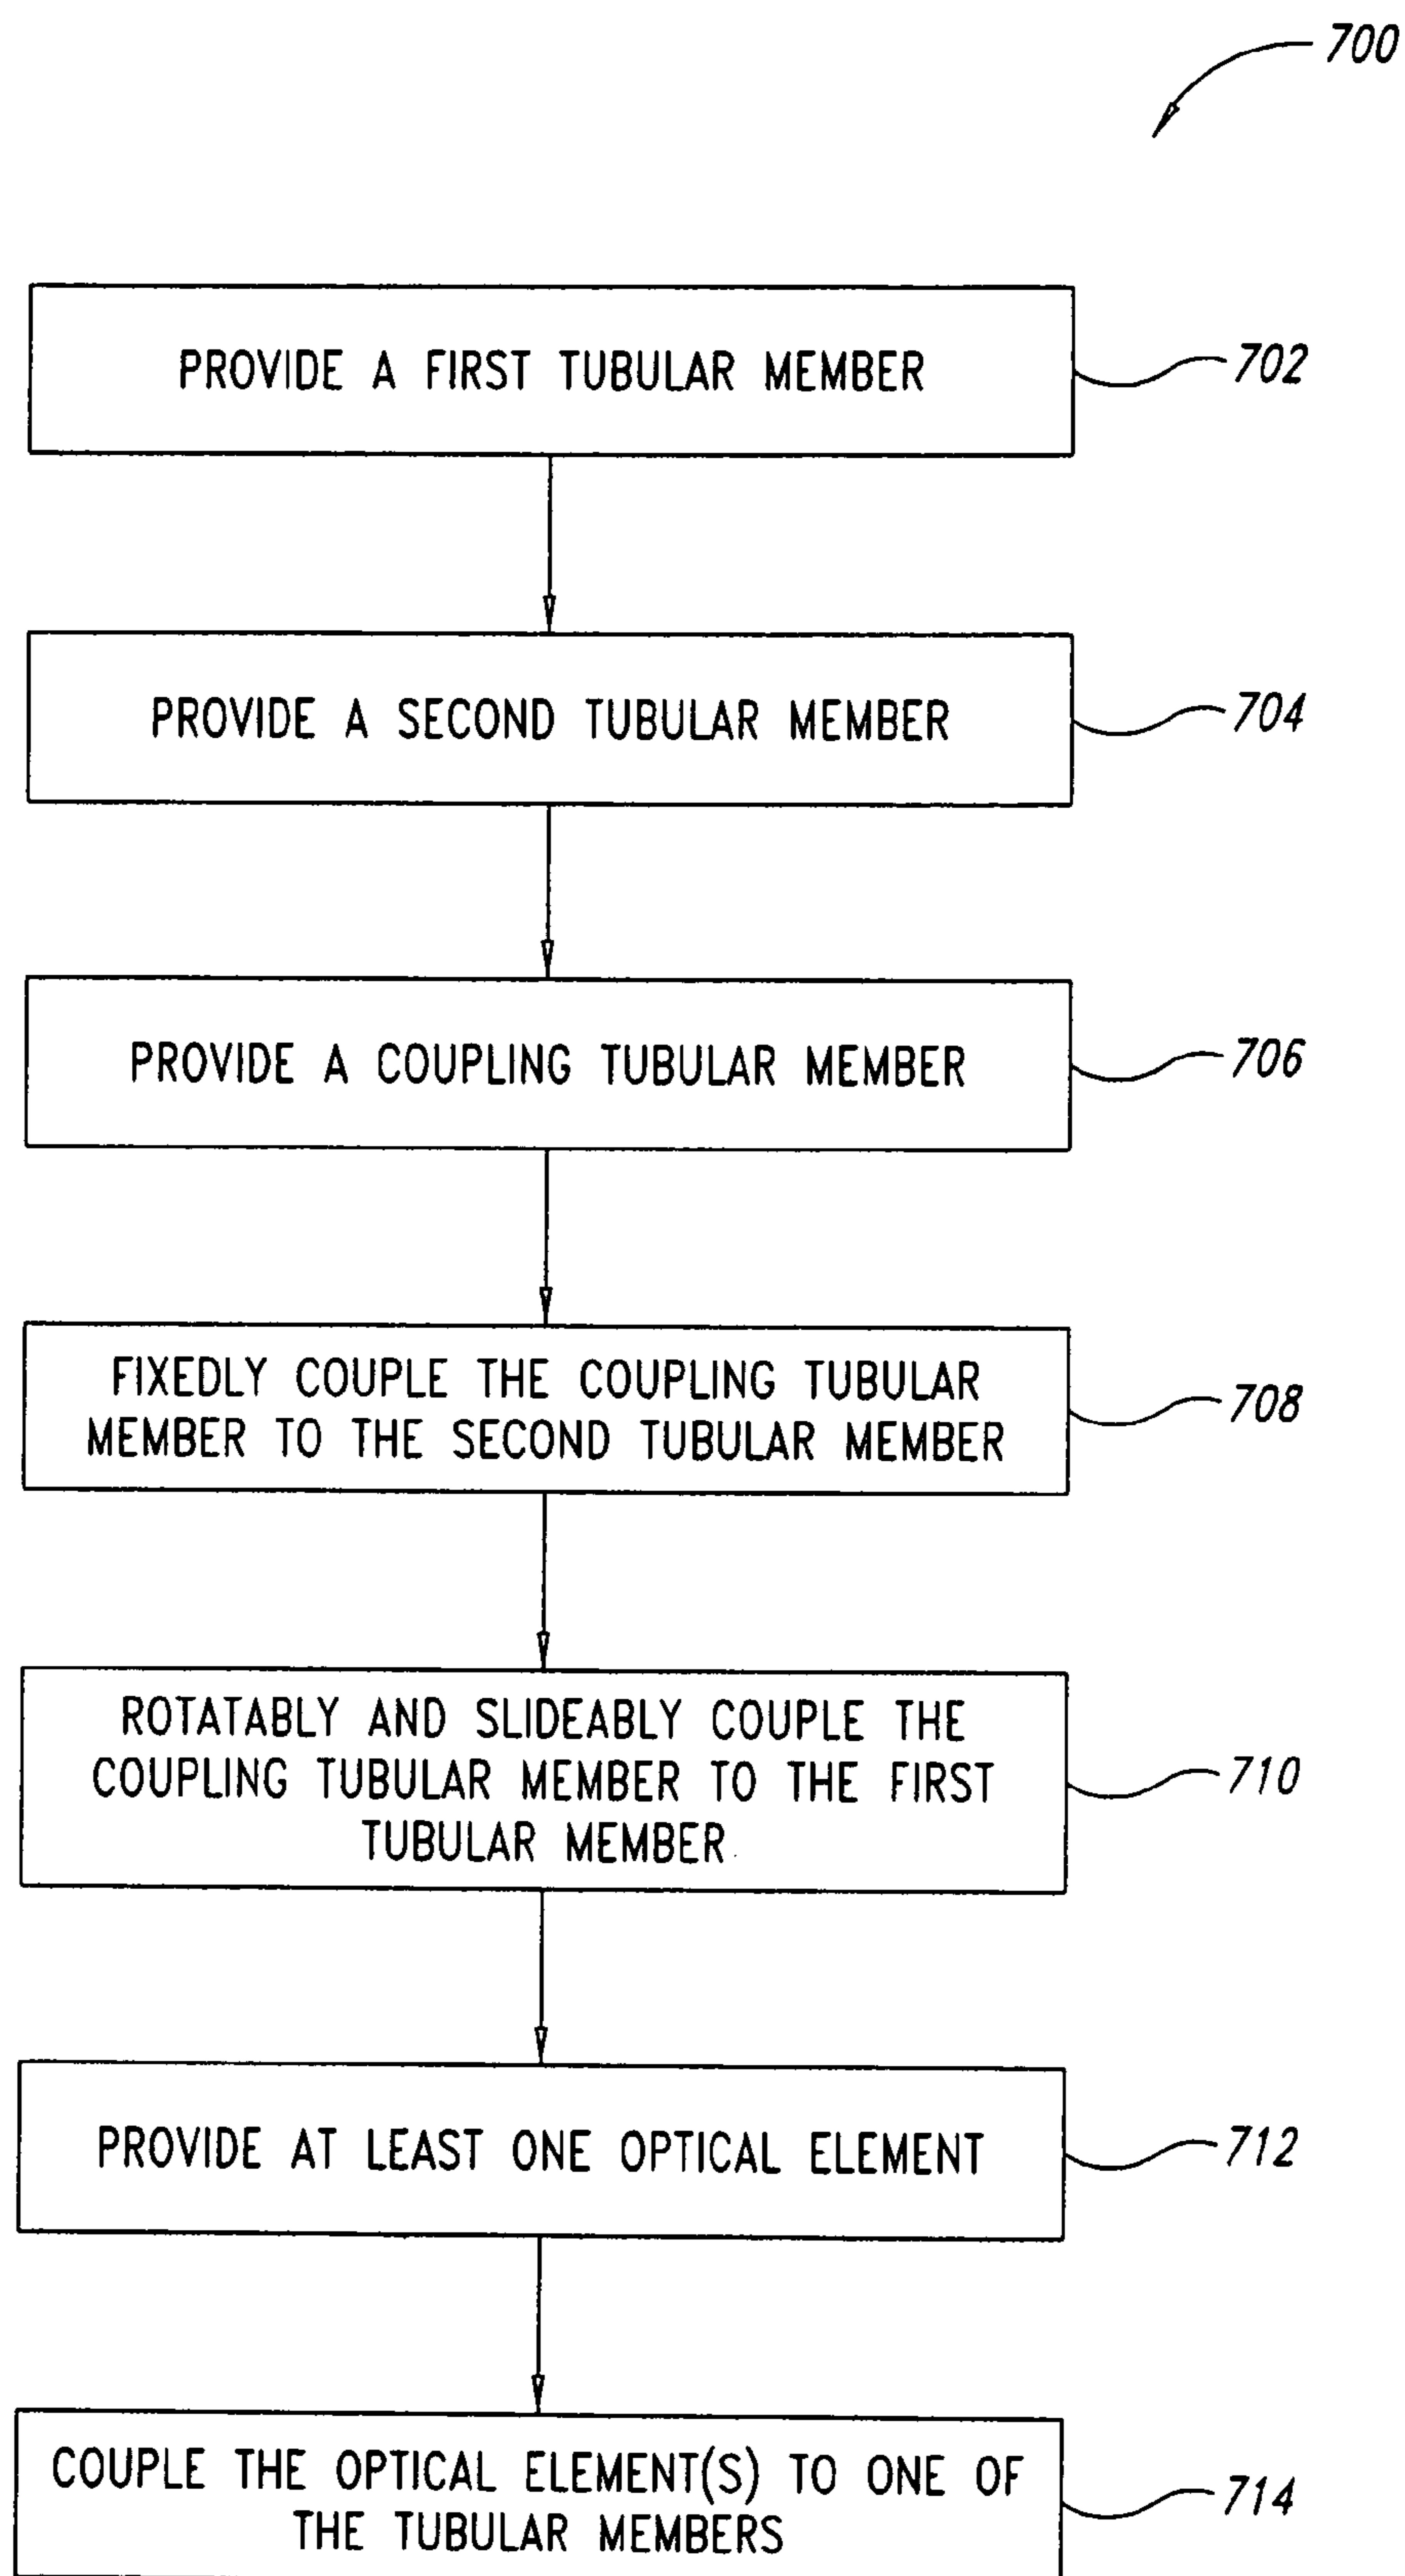 700
PROVIDE A FIRST TUBULAR MEMBER
702
PROVIDE A SECOND TUBULAR MEMBER
704
PROVIDE A COUPLING TUBULAR MEMBER
706
FIXEDLY COUPLE THE COUPLING TUBULAR
MEMBER TO THE SECOND TUBULAR MEMBER
708
ROTATABLY AND SLIDEABLY COUPLE THE
COUPLING TUBULAR MEMBER TO THE FIRST
TUBULAR MEMBER
710
PROVIDE AT LEAST ONE OPTICAL ELEMENT
712
COUPLE THE OPTICAL ELEMENT(S) TO ONE OF
THE TUBULAR MEMBERS
714